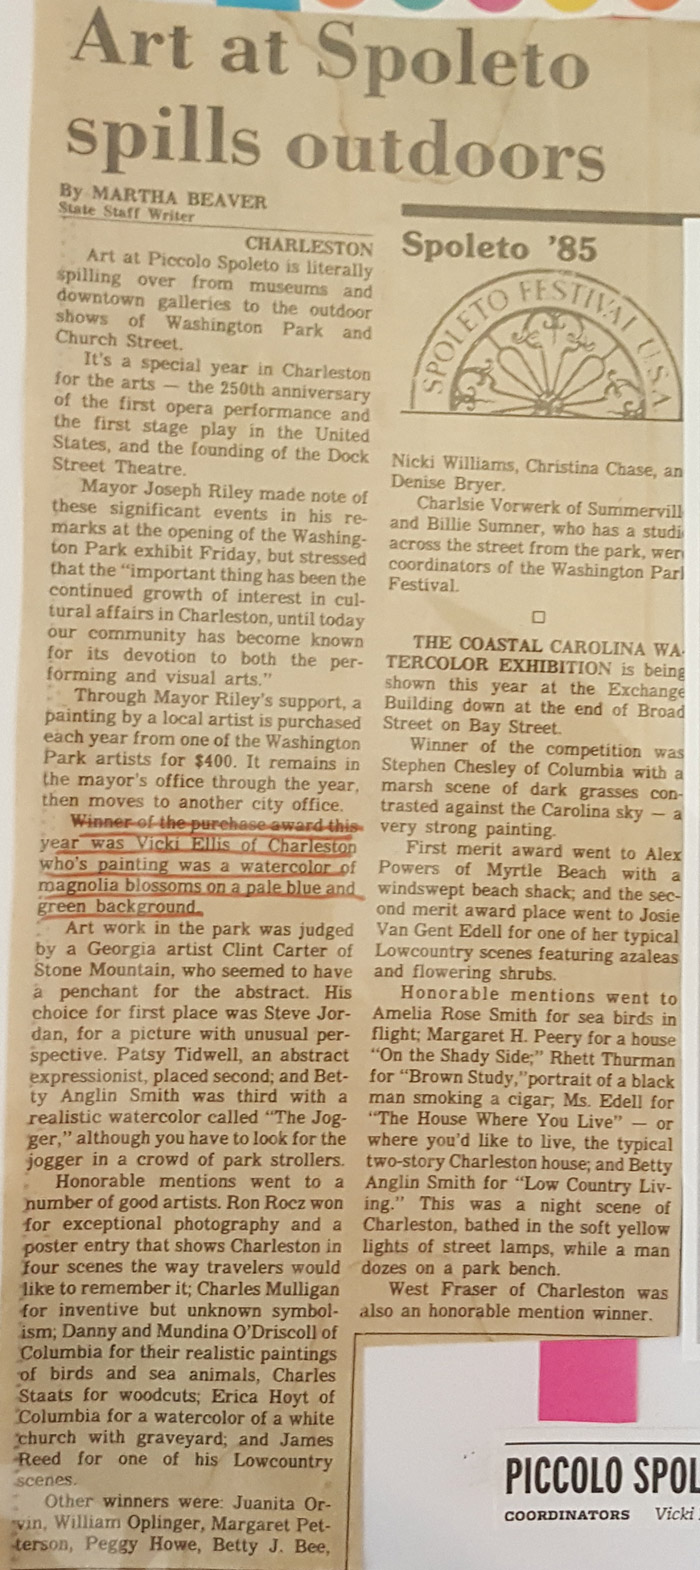 Art at Spoleto
spills outdoors
By MARTHA BEAVER
State Staff Writer
CHARLESTON
Art at Piccolo Spoleto is literally
spilling over from museums and
downtown galleries to the outdoor
shows of Washington Park and
Church Street.
It's a special year in Charleston
for the arts — the 250th anniversary
of the first opera performance and
the first stage play in the United
States, and the founding of the Dock
Street Theatre.
Mayor Joseph Riley made note of
these significant events in his re-
marks at the opening of the Washing-
ton Park exhibit Friday, but stressed
that the "important thing has been the
continued growth of interest in cul-
tural affairs in Charleston, until today
our community has become known
for its devotion to both the per-
forming and visual arts."
Through Mayor Riley's support, a
painting by a local artist is purchased
each year from one of the Washington
Park artists for $400. It remains in
the mayor's office through the year,
then moves to another city office.
Winner of the purchase award this
year was Vicki Ellis of Charleston
who's painting was a watercolor of
magnolia blossoms on a pale blue and
green background.
Art work in the park was judged
by a Georgia artist Clint Carter of
Stone Mountain, who seemed to have
a penchant for the abstract. His
choice for first place was Steve Jor-
dan, for a picture with unusual per-
spective. Patsy Tidwell, an abstract
expressionist, placed second; and Bet-
ty Anglin Smith was third with a
realistic watercolor called "The Jog-
ger," although you have to look for the
jogger in a crowd of park strollers.
Honorable mentions went to a
number of good artists. Ron Rocz won
for exceptional photography and a
poster entry that shows Charleston in
four scenes the way travelers would
like to remember it; Charles Mulligan
for inventive but unknown symbol-
ism; Danny and Mundina O'Driscoll of
Columbia for their realistic paintings
of birds and sea animals, Charles
Staats for woodcuts; Erica Hoyt of
Columbia for a watercolor of a white
church with graveyard; and James
Reed for one of his Lowcountry
scenes.
Other winners were: Juanita Or-
vin, William Oplinger, Margaret Pet-
terson, Peggy Howe, Betty J. Bee,
Spoleto '85
SPOLETO FESTIVAL U.S.A
Nicki Williams, Christina Chase, an
Denise Bryer.
Charlsie Vorwerk of Summervill
and Billie Sumner, who has a studi
across the street from the park, wer
coordinators of the Washington Parl
Festival.
THE COASTAL CAROLINA WA-
TERCOLOR EXHIBITION is being
shown this year at the Exchange
Building down at the end of Broad
Street on Bay Street.
Winner of the competition was
Stephen Chesley of Columbia with a
marsh scene of dark grasses con-
trasted against the Carolina sky — a
very strong painting.
First merit award went to Alex
Powers of Myrtle Beach with a
windswept beach shack; and the sec-
ond merit award place went to Josie
Van Gent Edell for one of her typical
Lowcountry scenes featuring azaleas
and flowering shrubs.
Honorable mentions went to
Amelia Rose Smith for sea birds in
flight; Margaret H. Peery for a house
"On the Shady Side;" Rhett Thurman
for "Brown Study,"portrait of a black
man smoking a cigar; Ms. Edell for
"The House Where You Live" — or
where you'd like to live, the typical
two-story Charleston house; and Betty
Anglin Smith for "Low Country Liv-
ing." This was a night scene of
Charleston, bathed in the soft yellow
lights of street lamps, while a man
dozes on a park bench.
West Fraser of Charleston was
also an honorable mention winner.
PICCOLO SPOL
COORDINATORS Vicki